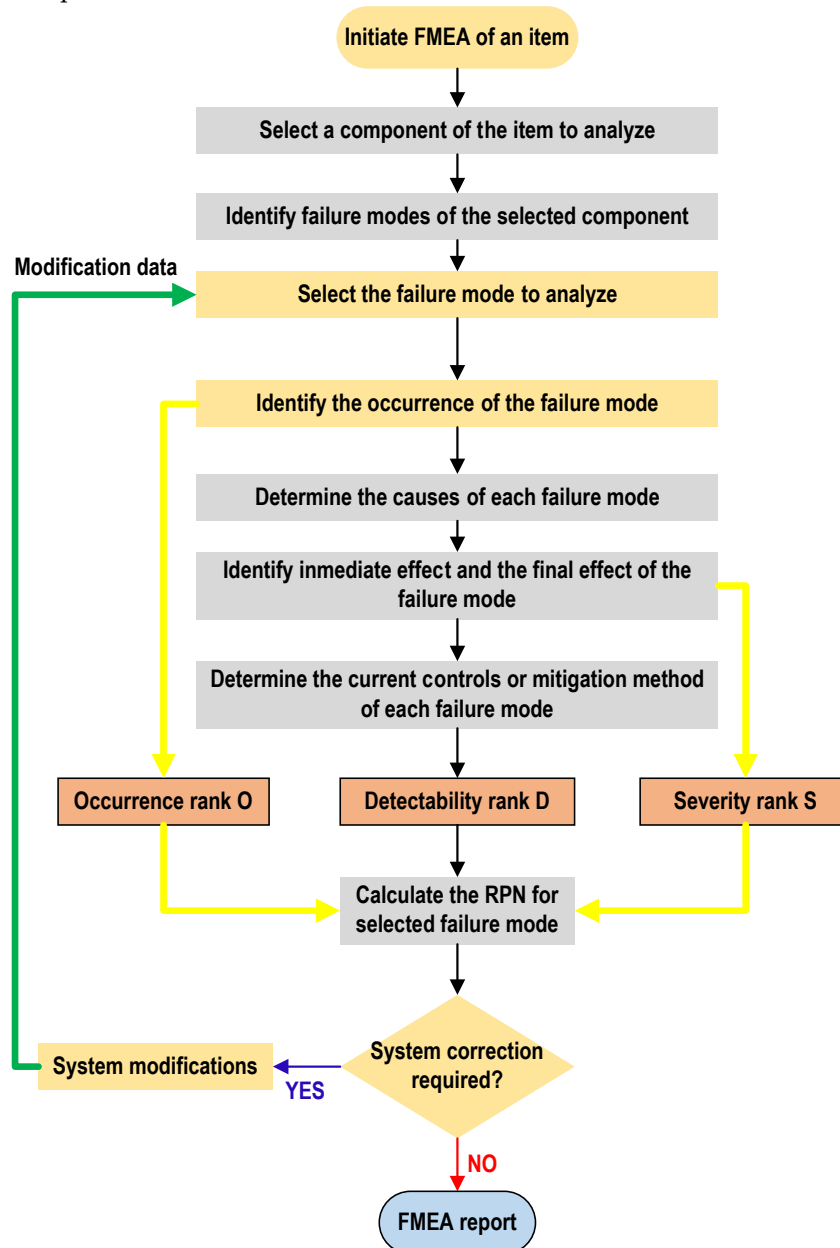 Initiate FMEA of an item
Select a component of the item to analyze
Identify failure modes of the selected component
Modification data
Select the failure mode to analyze
Identify the occurrence of the failure mode
Determine the causes of each failure mode
Identify inmediate effect and the final effect of the
failure mode
Determine the current controls or mitigation method
of each failure mode
Occurrence rank O
Detectability rank D
Severity rank S
Calculate the RPN for
selected failure mode
System correction
required?
System modifications
YES
NO
FMEA report